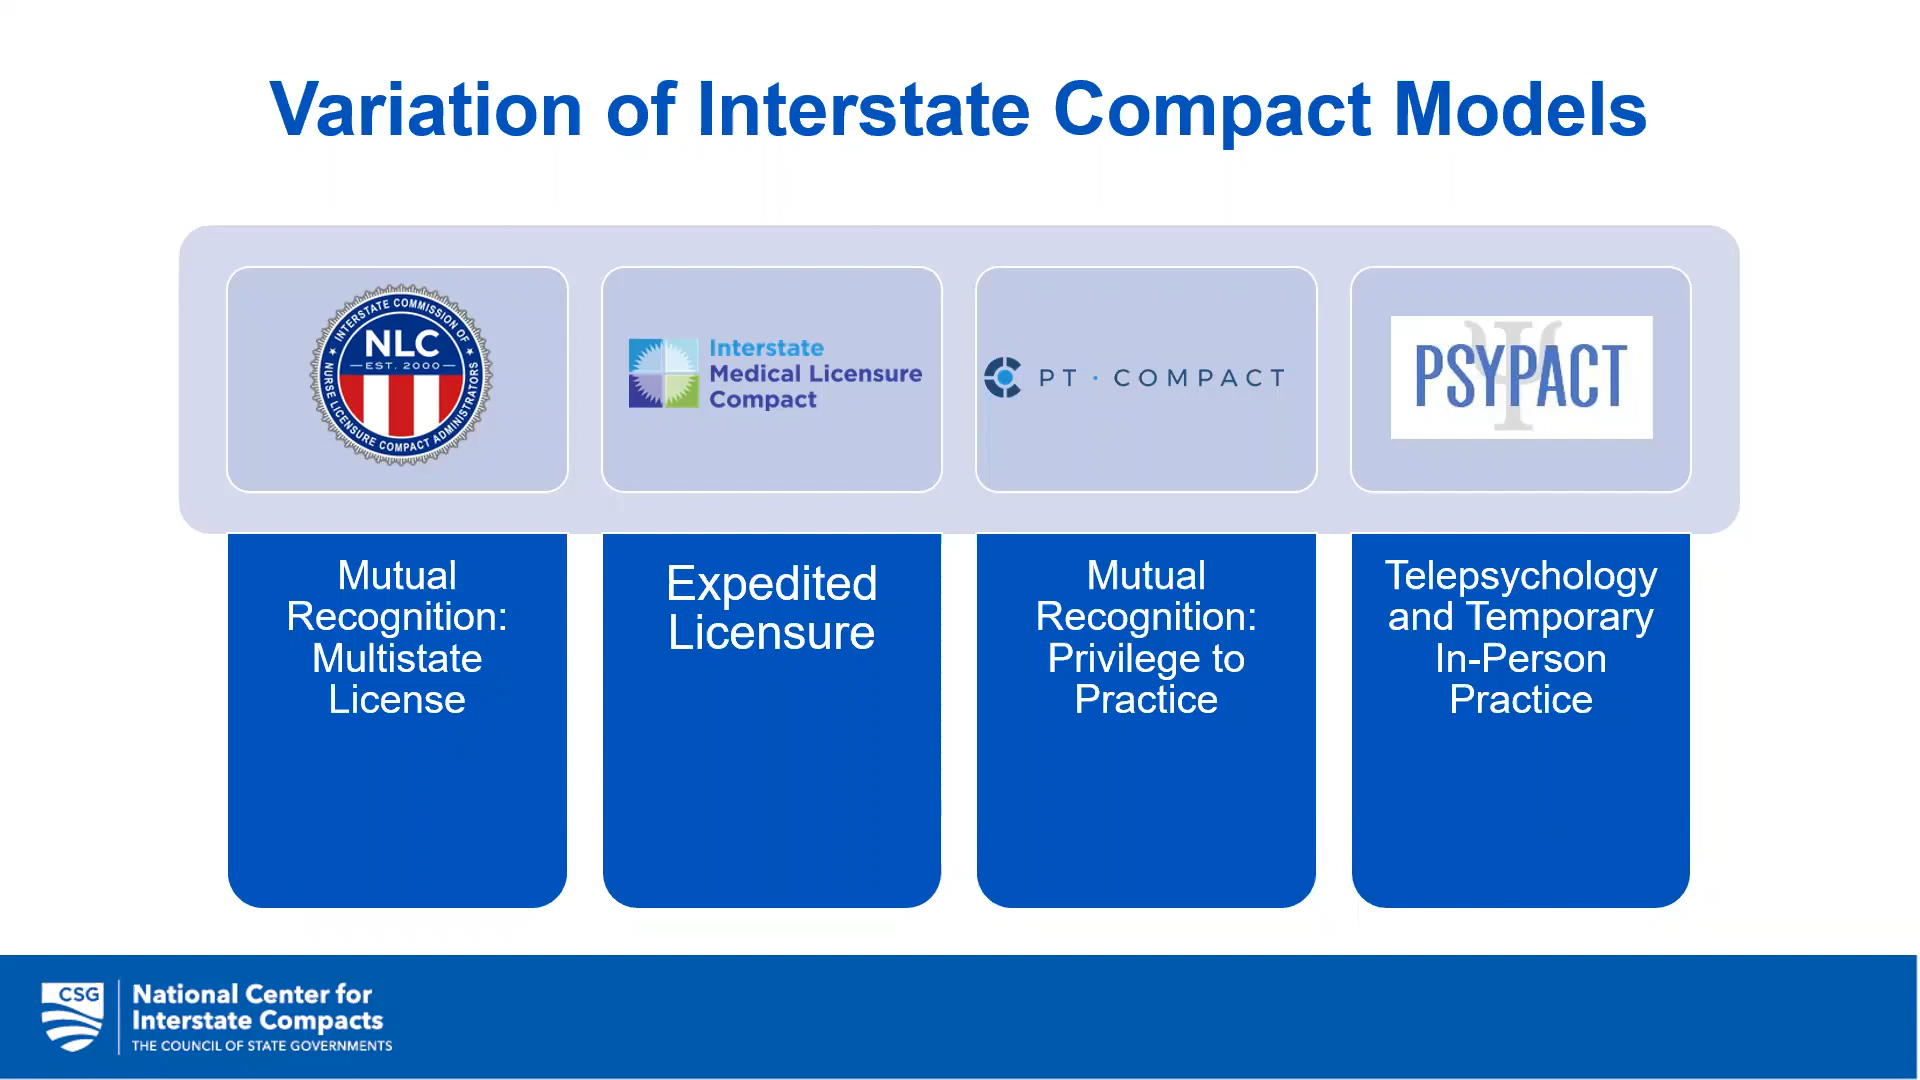 Variation of Interstate Compact Models
INTERSTATE COMMISSION OF
NLC
EST. 2000
NURSE LICENSURE COMPACT ADMINISTRATORS
Interstate
Medical Licensure
Compact
PT · COMPACT
Ψ
PSYPACT
Mutual
Recognition:
Multistate
License
Expedited
Licensure
Mutual
Recognition:
Privilege to
Practice
Telepsychology
and Temporary
In-Person
Practice
CSG
National Center for
Interstate Compacts
THE COUNCIL OF STATE GOVERNMENTS